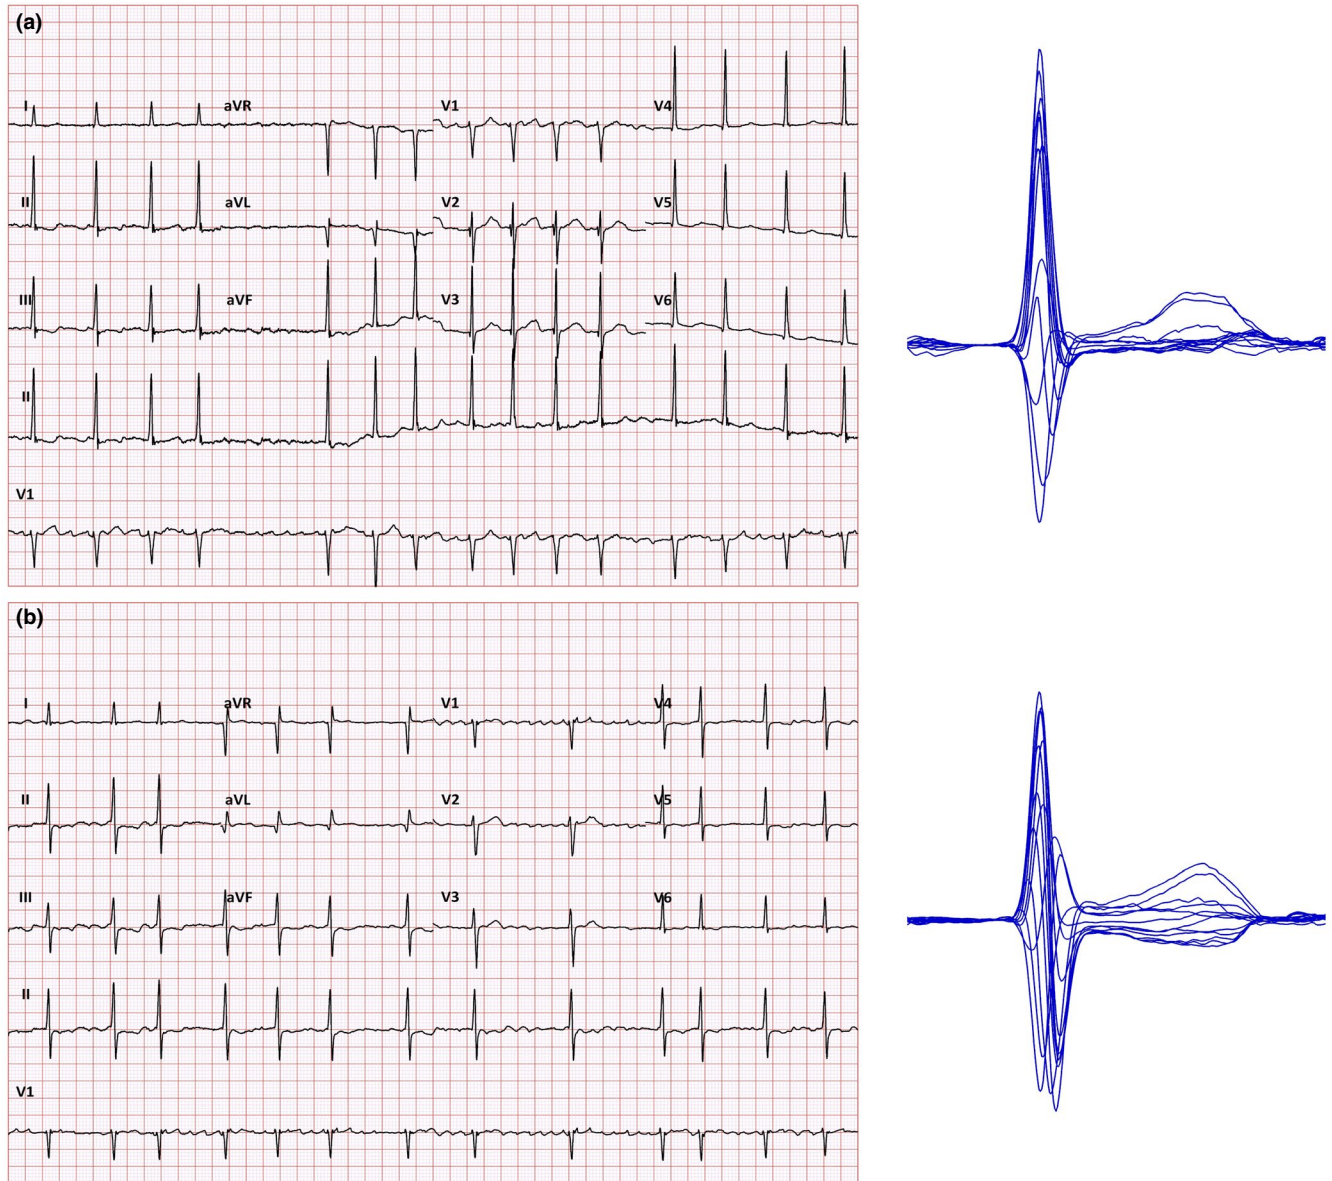 (a)
I aVR V1 V4
II aVL V2 V5
III aVF V3 V6
II
V1
(b)
I aVR V1 V4
II aVL V2 V5
III aVF V3 V6
II
V1